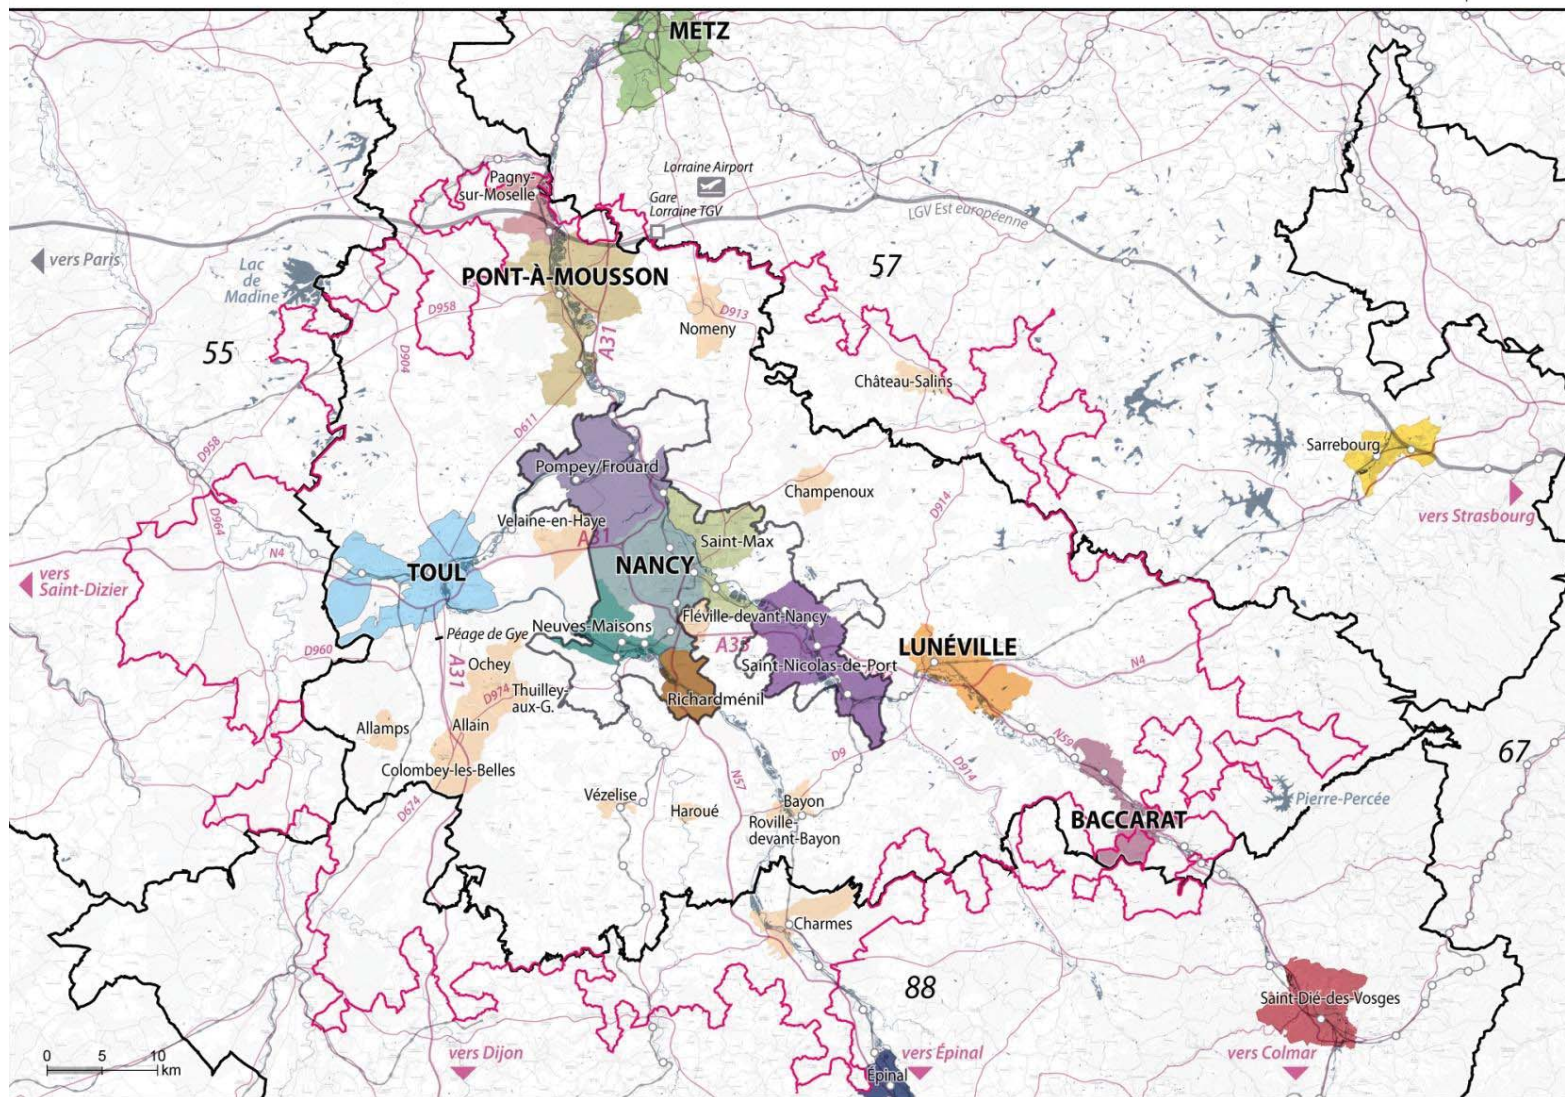 METZ
Lorraine Airport
Pagny-
sur-Moselle
Gare
Lorraine TGV
LGV Est européenne
vers Paris
Lac
de
Madine
PONT-À-MOUSSON
57
D958
A31
D913
Nomeny
55
D904
Château-Salins
D611
D958
Sarrebourg
Pompey/Frouard
Champenoux
D914
vers Strasbourg
D964
Velaine-en-Haye
A31
Saint-Max
N4
TOUL
NANCY
vers
Saint-Dizier
Péage de Gye
Neuves-Maisons
Fléville-devant-Nancy
A33
LUNÉVILLE
D960
Ochey
A31
N4
Saint-Nicolas-de-Port
Thuilley-
aux-G.
D974
Richardménil
Allamps
Allain
N59
67
Colombey-les-Belles
D9
D914
N57
D674
Vézelise
Haroué
Bayon
Pierre-Percée
Roville-
devant-Bayon
BACCARAT
Charmes
88
Saint-Dié-des-Vosges
0 5 10
km
vers Dijon
vers Épinal
vers Colmar
Épinal